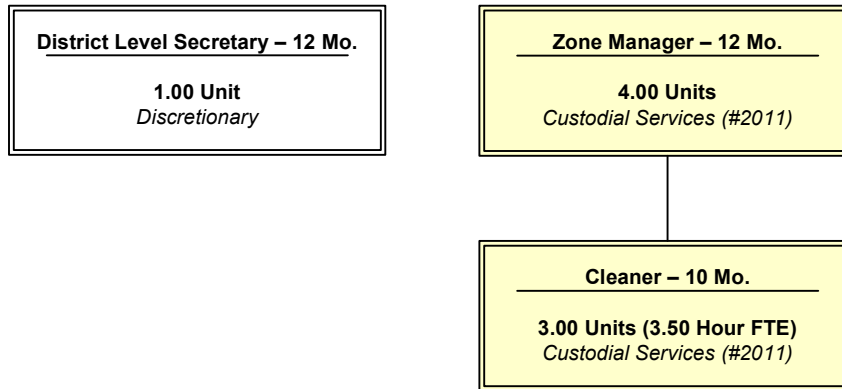 District Level Secretary – 12 Mo.
1.00 Unit
Discretionary
Zone Manager – 12 Mo.
4.00 Units
Custodial Services (#2011)
Cleaner – 10 Mo.
3.00 Units (3.50 Hour FTE)
Custodial Services (#2011)